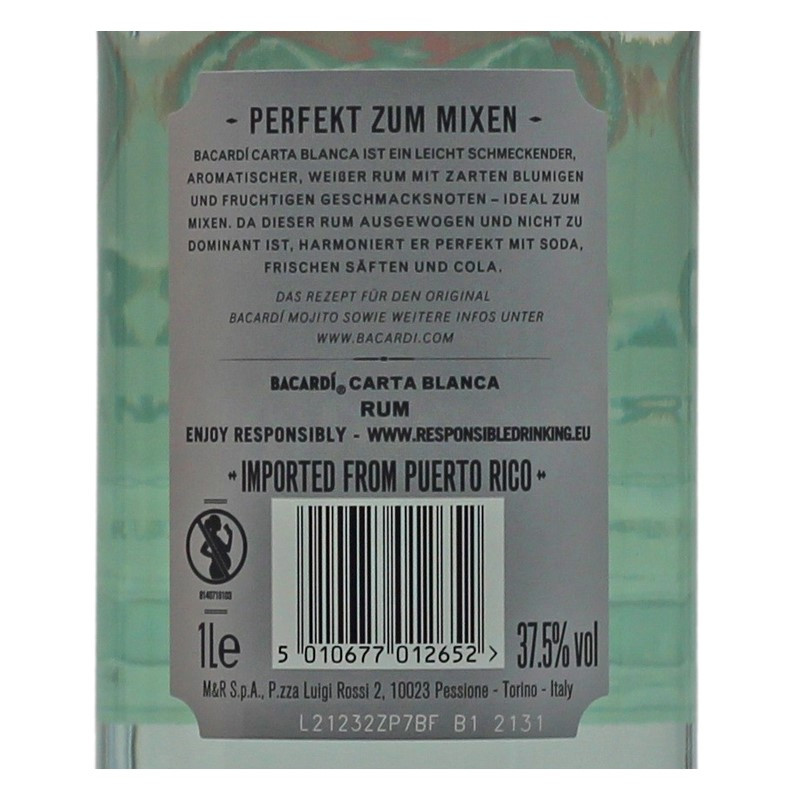 - PERFEKT ZUM MIXEN -
BACARDÍ CARTA BLANCA IST EIN LEICHT SCHMECKENDER,
AROMATISCHER, WEIßER RUM MIT ZARTEN BLUMIGEN
UND FRUCHTIGEN GESCHMACKSNOTEN – IDEAL ZUM
MIXEN. DA DIESER RUM AUSGEWOGEN UND NICHT ZU
DOMINANT IST, HARMONIERT ER PERFEKT MIT SODA,
FRISCHEN SÄFTEN UND COLA.
DAS REZEPT FÜR DEN ORIGINAL
BACARDÍ MOJITO SOWIE WEITERE INFOS UNTER
WWW.BACARDI.COM
BACARDÍ® CARTA BLANCA
RUM
ENJOY RESPONSIBLY - WWW.RESPONSIBLEDRINKING.EU
IMPORTED FROM PUERTO RICO
8140718103
1Le
5 010677 012652 >
37.5% vol
M&R S.p.A., P.zza Luigi Rossi 2, 10023 Pessione - Torino - Italy
L21232ZP7BF B1 2131